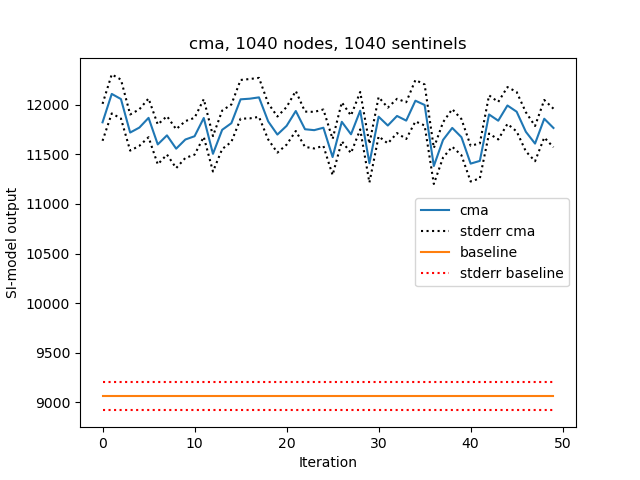 cma, 1040 nodes, 1040 sentinels
SI-model output
12000
11500
11000
10500
10000
9500
9000
cma
stderr cma
baseline
stderr baseline
0 10 20 30 40 50
Iteration